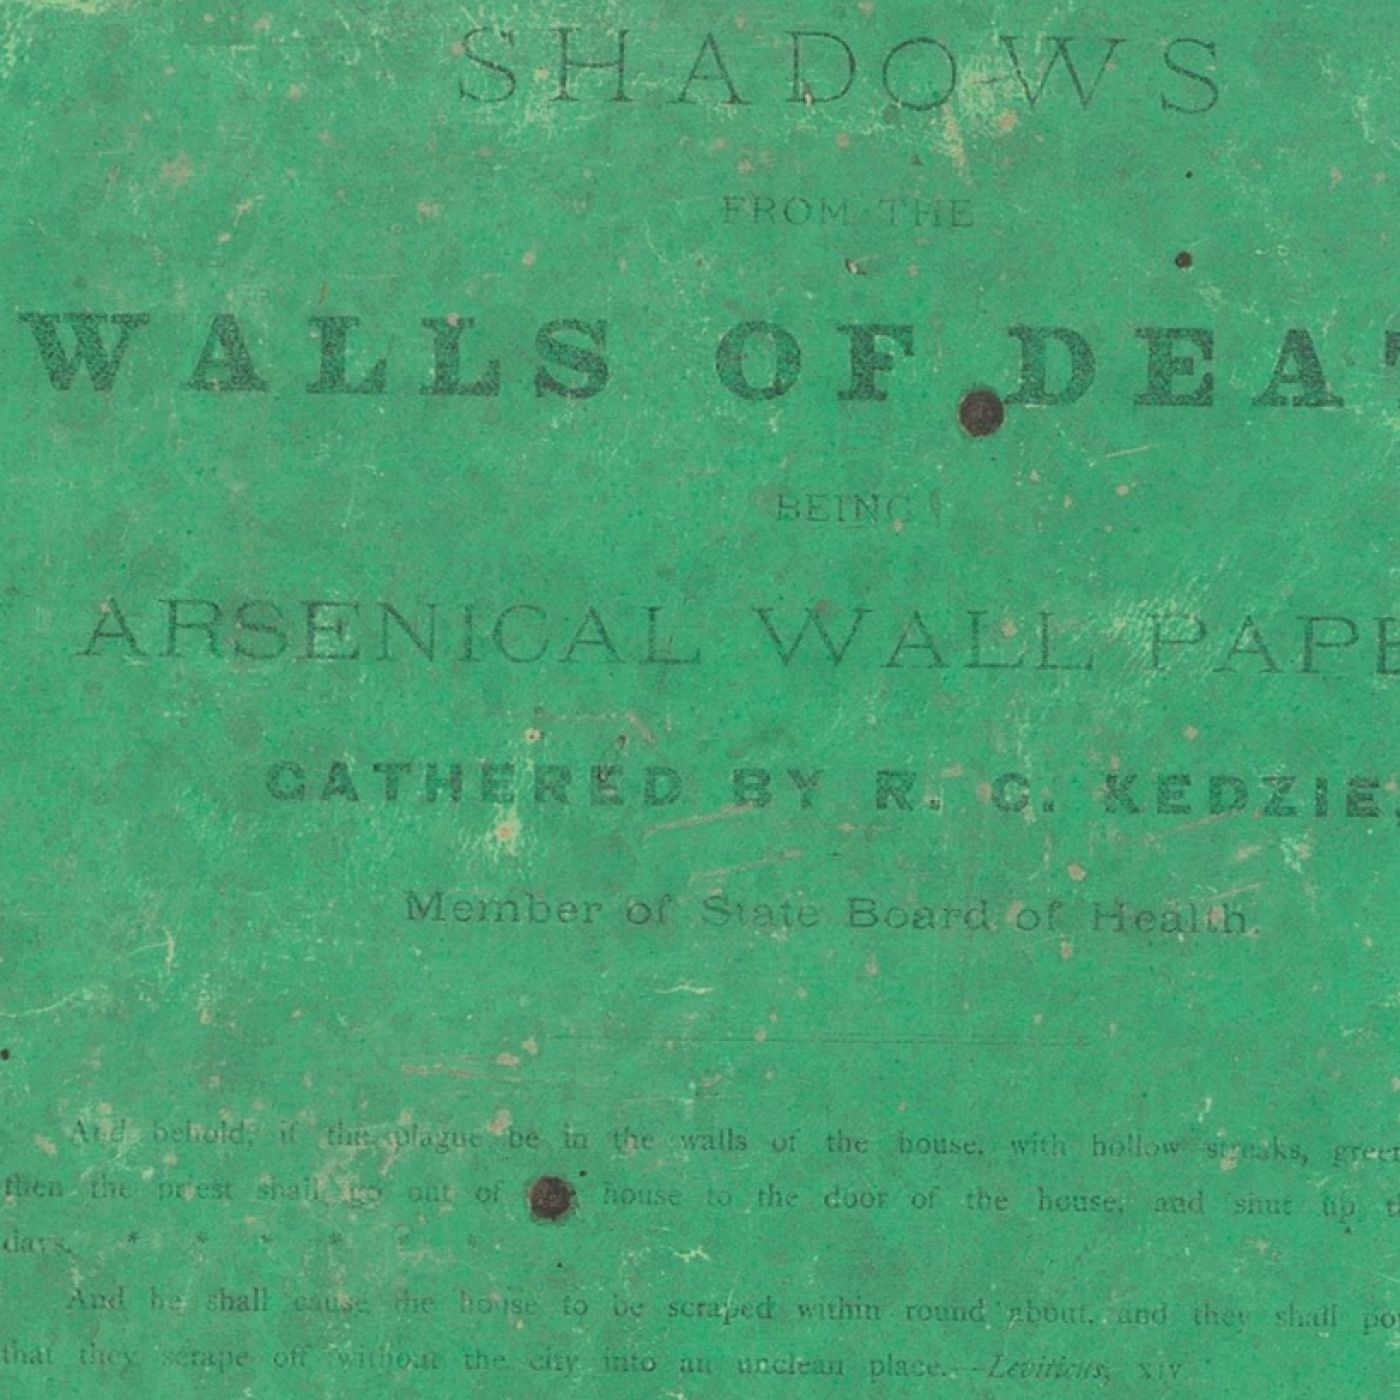 SHADOWS
FROM THE
WALLS OF DEAT
BEING
ARSENICAL WALL PAPE
GATHERED BY R. C. KEDZIE.
Member of State Board of Health.
And behold, if the plague be in the walls of the house, with hollow streaks, green
then the priest shall go out of house to the door of the house, and shut up
days. * * * * * *
And he shall cause the house to be scraped within round about, and they shall
that they scrape off without the city into an unclean place.—Leviticus, xiv.